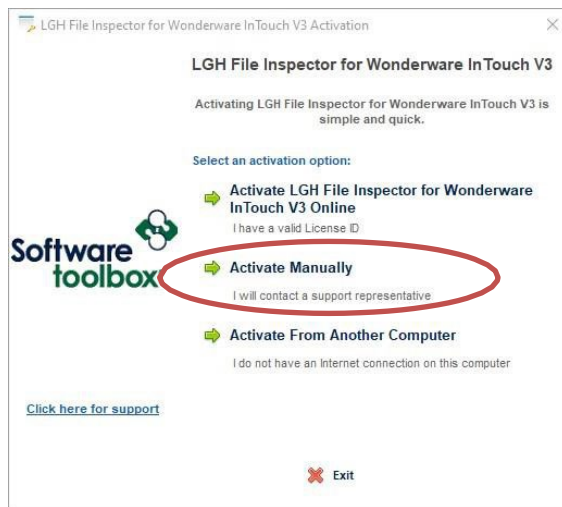 LGH File Inspector for Wonderware InTouch V3 Activation
LGH File Inspector for Wonderware InTouch V3
Activating LGH File Inspector for Wonderware InTouch V3 is
simple and quick.
Select an activation option:
Activate LGH File Inspector for Wonderware
InTouch V3 Online
I have a valid License ID
Software
toolbox
Activate Manually
I will contact a support representative
Activate From Another Computer
I do not have an Internet connection on this computer
Click here for support
Exit